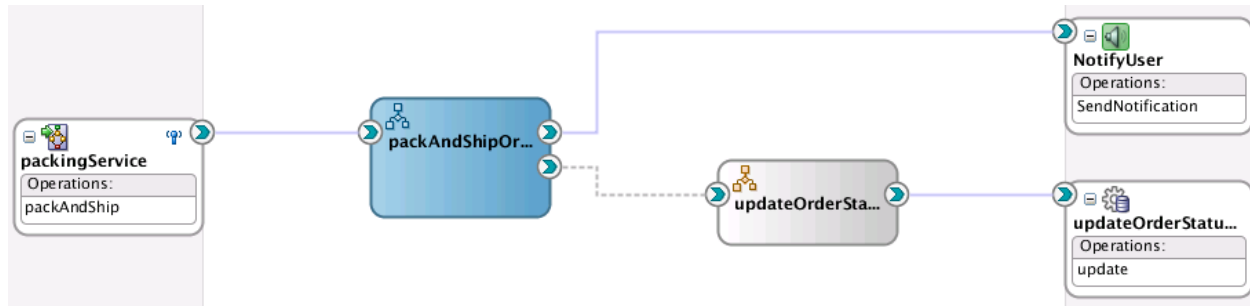 packingService
Operations:
packAndShip
packAndShipOr...
updateOrderSta...
NotifyUser
Operations:
SendNotification
updateOrderStatu...
Operations:
update